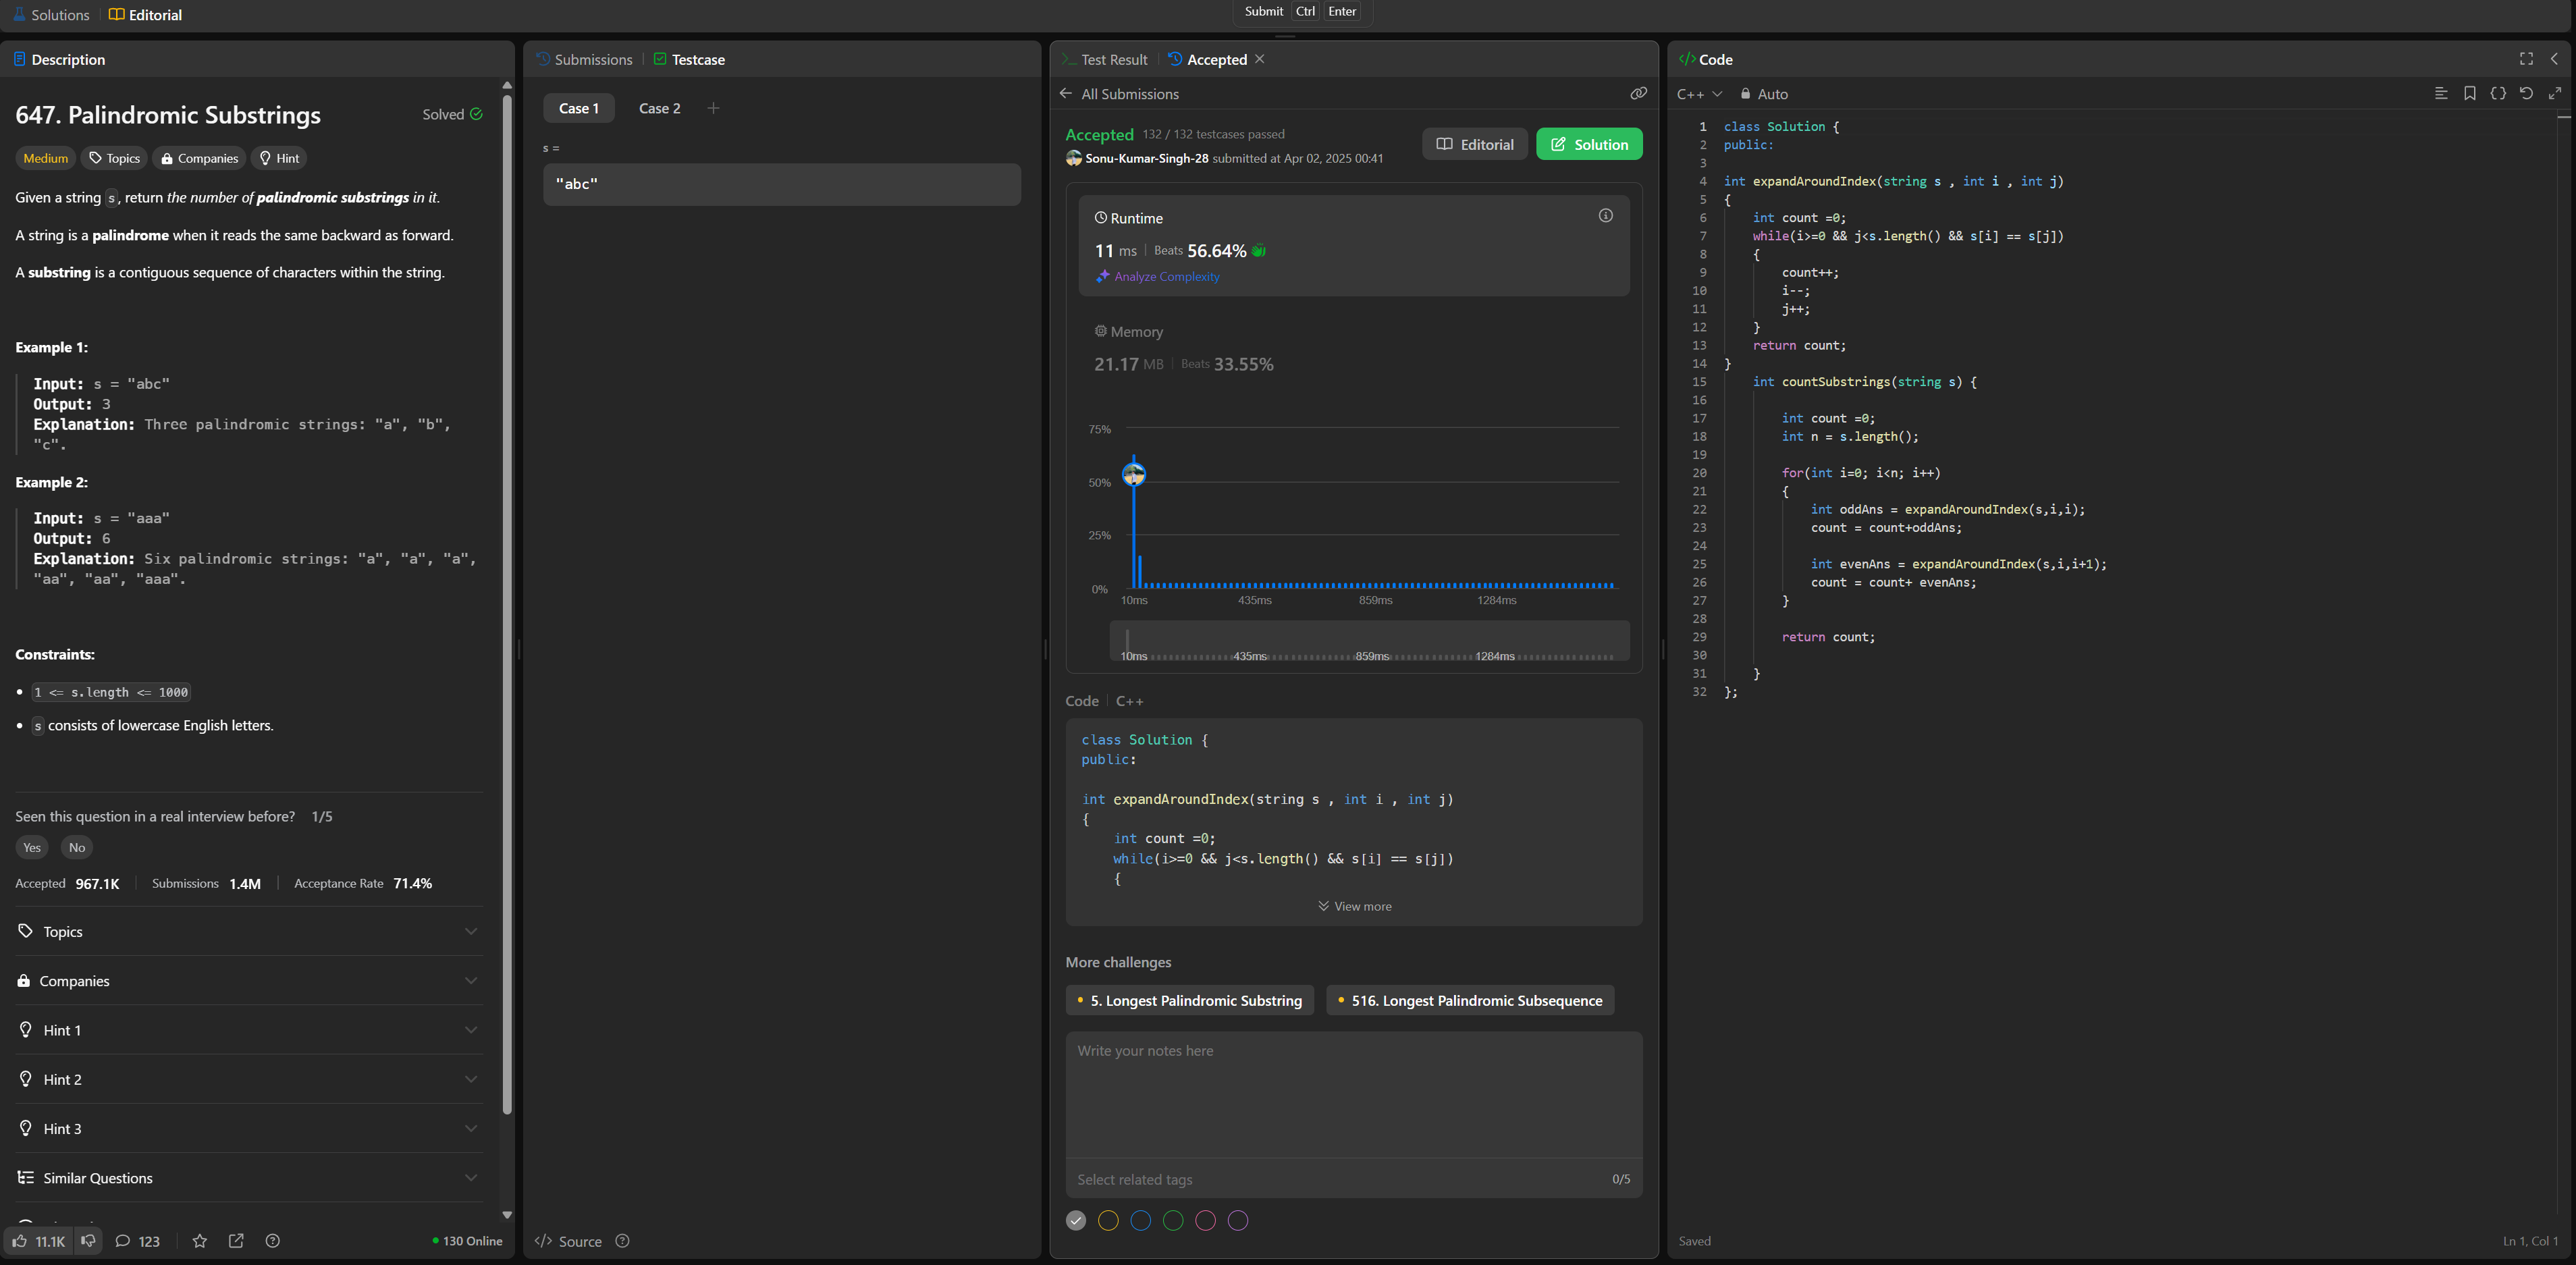 Solutions
Editorial
Submit Ctrl Enter
Description
647. Palindromic Substrings
Solved
Medium
Topics
Companies
Hint
Given a string s, return the number of palindromic substrings in it.
A string is a palindrome when it reads the same backward as forward.
A substring is a contiguous sequence of characters within the string.
Example 1:
Input: s = "abc"
Output: 3
Explanation: Three palindromic strings: "a", "b",
"c".
Example 2:
Input: s = "aaa"
Output: 6
Explanation: Six palindromic strings: "a", "a", "a",
"aa", "aa", "aaa".
Constraints:
• 1 <= s.length <= 1000
• s consists of lowercase English letters.
Seen this question in a real interview before? 1/5
Yes
No
Accepted 967.1K
Submissions 1.4M
Acceptance Rate 71.4%
Topics
Companies
Hint 1
Hint 2
Hint 3
Similar Questions
11.1K
123
130 Online
Submissions
Testcase
Case 1
Case 2
s =
"abc"
Source
Test Result
Accepted
All Submissions
Accepted 132 / 132 testcases passed
Sonu-Kumar-Singh-28 submitted at Apr 02, 2025 00:41
Editorial
Solution
Runtime
11 ms
Beats 56.64%
Analyze Complexity
Memory
21.17 MB
Beats 33.55%
75%
50%
25%
0%
10ms 435ms 859ms 1284ms
10ms 435ms 859ms 1284ms
Code
C++
class Solution {
public:
int expandAroundIndex(string s , int i , int j)
{
int count =0;
while(i>=0 && j<s.length() && s[i] == s[j])
{
View more
More challenges
5. Longest Palindromic Substring
516. Longest Palindromic Subsequence
Write your notes here
Select related tags
0/5
</> Code
C++
Auto
1 class Solution {
2 public:
3
4 int expandAroundIndex(string s , int i , int j)
5 {
6 int count =0;
7 while(i>=0 && j<s.length() && s[i] == s[j])
8 {
9 count++;
10 i--;
11 j++;
12 }
13 return count;
14 }
15 int countSubstrings(string s) {
16
17 int count =0;
18 int n = s.length();
19
20 for(int i=0; i<n; i++)
21 {
22 int oddAns = expandAroundIndex(s,i,i);
23 count = count+oddAns;
24
25 int evenAns = expandAroundIndex(s,i,i+1);
26 count = count+ evenAns;
27 }
28
29 return count;
30
31 }
32 };
Saved
Ln 1, Col 1